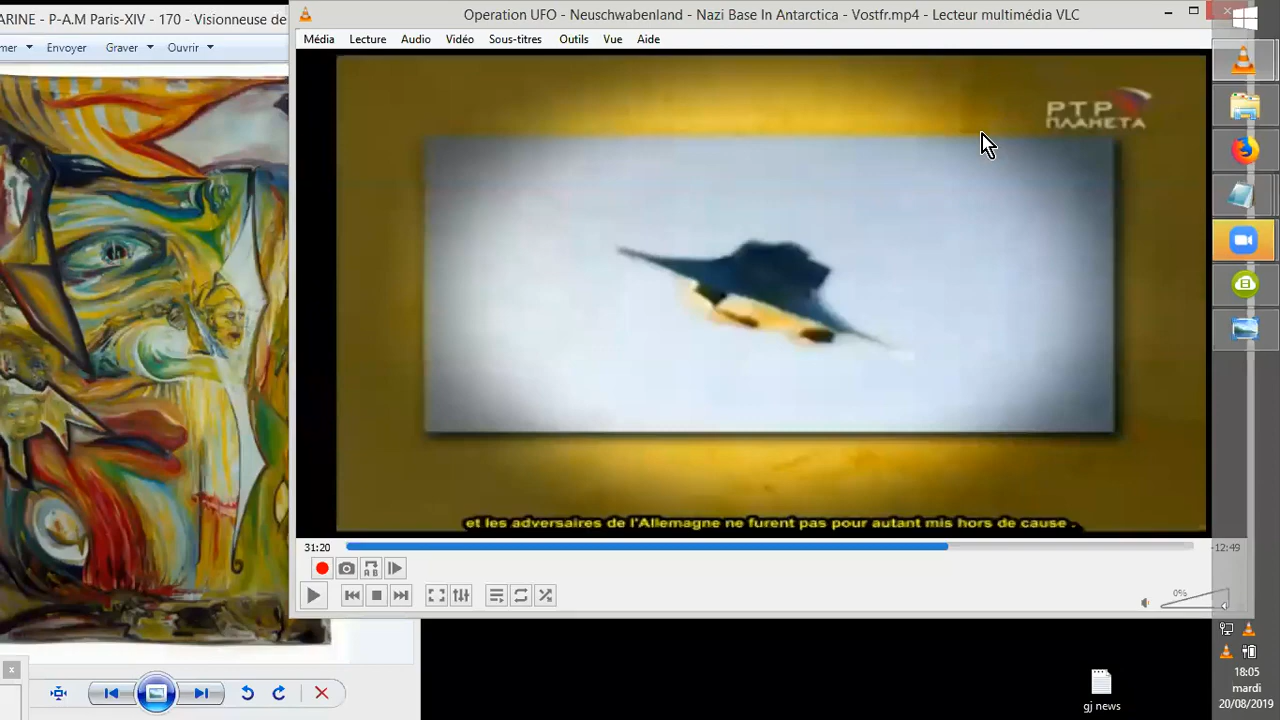 ARINE - P-A.M Paris-XIV - 170 - Visionneuse de
mer Envoyer Graver Ouvrir
Operation UFO - Neuschwabenland - Nazi Base In Antarctica - Vostfr.mp4 - Lecteur multimédia VLC
Média Lecture Audio Vidéo Sous-titres Outils Vue Aide
РТР
ПЛАНЕТА
et les adversaires de l'Allemagne ne furent pas pour autant mis hors de cause .
31:20
-12:49
A B
0%
gj news
18:05
mardi
20/08/2019